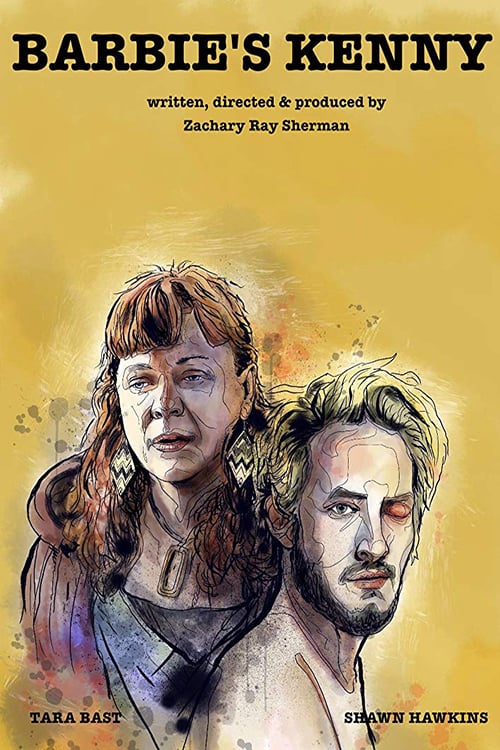 BARBIE'S KENNY
written, directed & produced by
Zachary Ray Sherman
TARA BAST
SHAWN HAWKINS